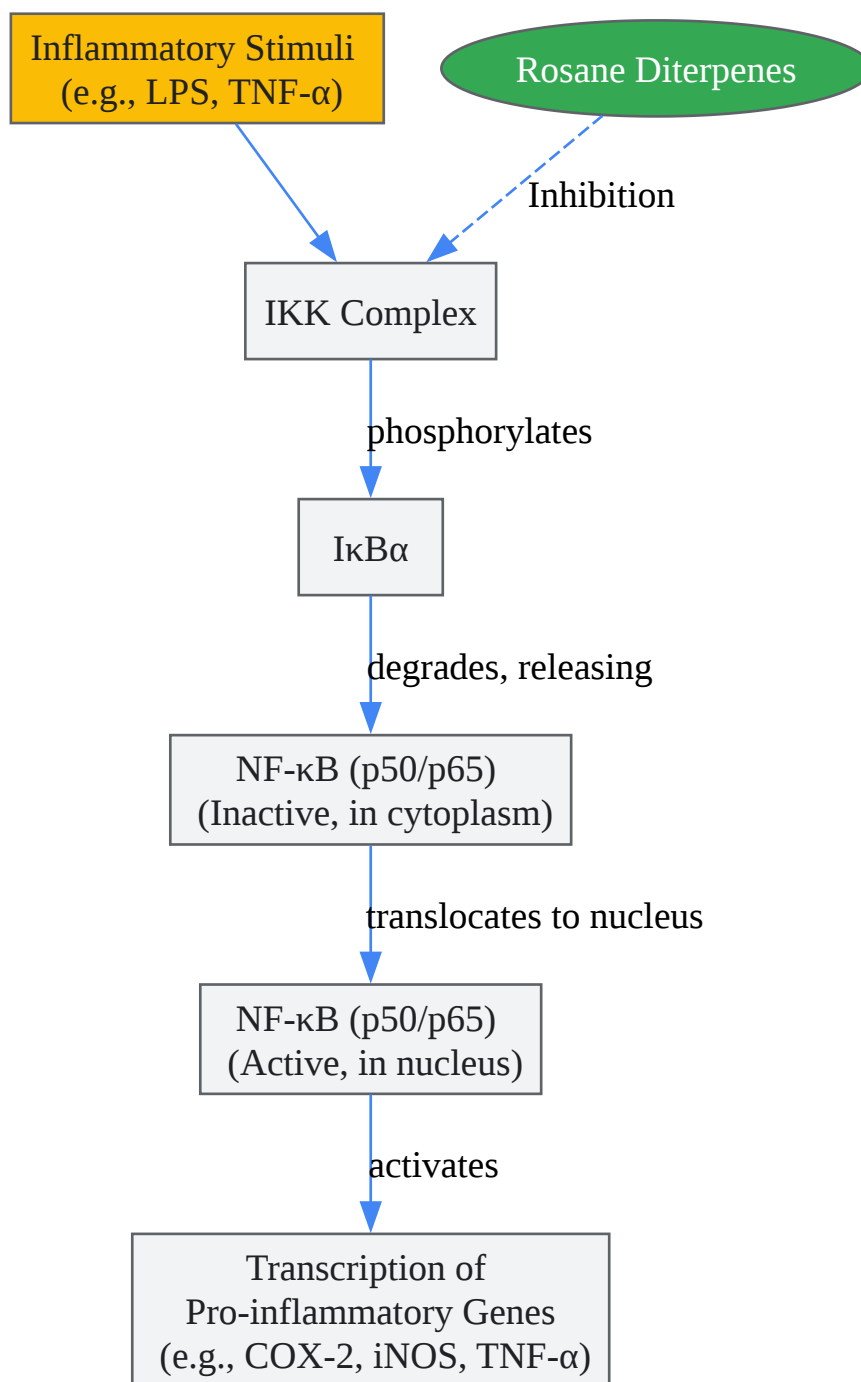 Inflammatory Stimuli
(e.g., LPS, TNF-α)
Rosane Diterpenes
Inhibition
IKK Complex
phosphorylates
IκBα
degrades, releasing
NF-κB (p50/p65)
(Inactive, in cytoplasm)
translocates to nucleus
NF-κB (p50/p65)
(Active, in nucleus)
activates
Transcription of
Pro-inflammatory Genes
(e.g., COX-2, iNOS, TNF-α)